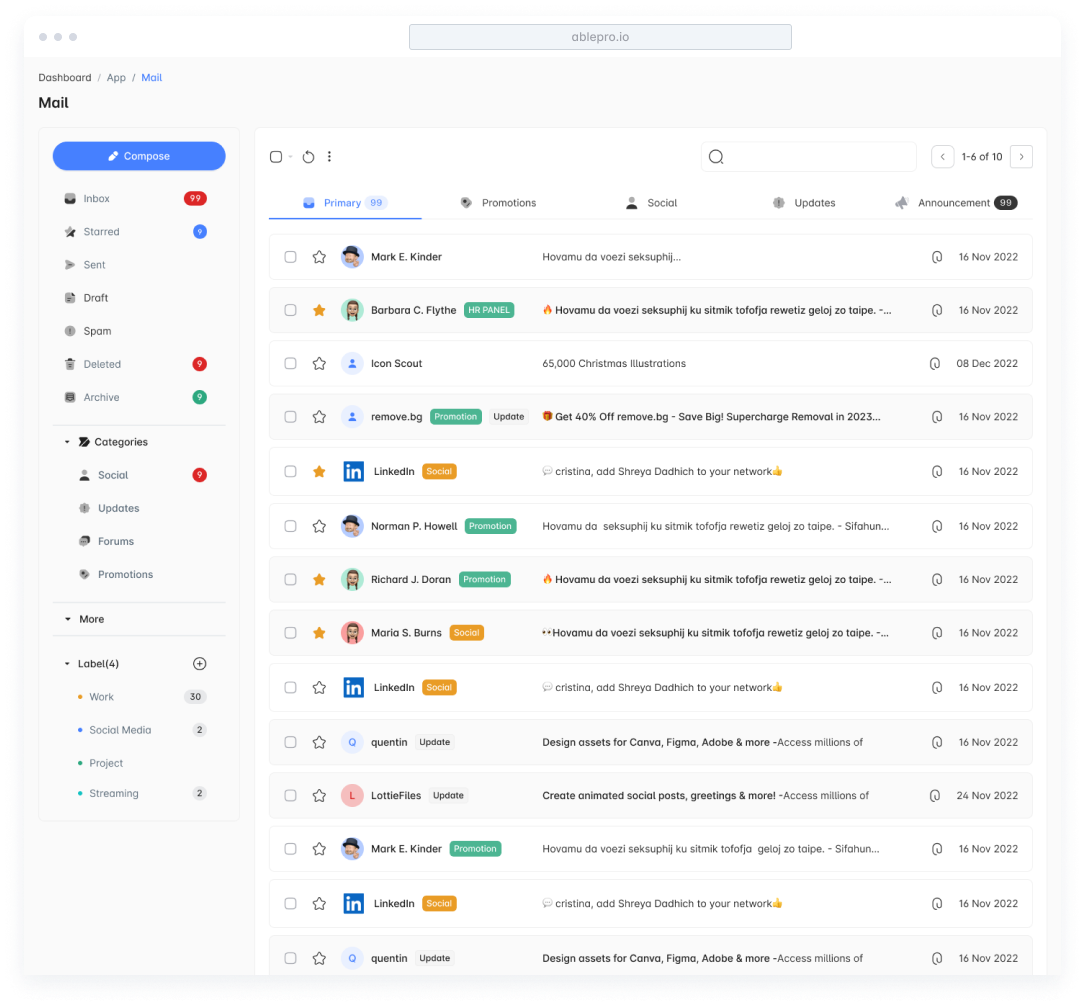 ablepro.io
Dashboard / App / Mail
Mail
Compose
Inbox 99
Starred 9
Sent
Draft
Spam
Deleted 9
Archive 9
Categories
Social 9
Updates
Forums
Promotions
More
Label(4)
Work 30
Social Media 2
Project
Streaming 2
1-6 of 10
Primary 99 Promotions Social Updates Announcement 99
Mark E. Kinder Hovamu da voezi seksuphij... 16 Nov 2022
Barbara C. Flythe HR PANEL 🔥 Hovamu da voezi seksuphij ku sitmik tofofja rewetiz geloj zo taipe. -... 16 Nov 2022
Icon Scout 65,000 Christmas Illustrations 08 Dec 2022
remove.bg Promotion Update 🎁 Get 40% Off remove.bg - Save Big! Supercharge Removal in 2023... 16 Nov 2022
in LinkedIn Social 💬 cristina, add Shreya Dadhich to your network👍 16 Nov 2022
Norman P. Howell Promotion Hovamu da seksuphij ku sitmik tofofja rewetiz geloj zo taipe. - Sifahun... 16 Nov 2022
Richard J. Doran Promotion 🔥 Hovamu da voezi seksuphij ku sitmik tofofja rewetiz geloj zo taipe. -... 16 Nov 2022
Maria S. Burns Social 👀Hovamu da voezi seksuphij ku sitmik tofofja rewetiz geloj zo taipe. -... 16 Nov 2022
in LinkedIn Social 💬 cristina, add Shreya Dadhich to your network👍 16 Nov 2022
Q quentin Update Design assets for Canva, Figma, Adobe & more -Access millions of 16 Nov 2022
L LottieFiles Update Create animated social posts, greetings & more! -Access millions of 24 Nov 2022
Mark E. Kinder Promotion Hovamu da voezi seksuphij ku sitmik tofofja geloj zo taipe. - Sifahun... 16 Nov 2022
in LinkedIn Social 💬 cristina, add Shreya Dadhich to your network👍 16 Nov 2022
Q quentin Update Design assets for Canva, Figma, Adobe & more -Access millions of 16 Nov 2022